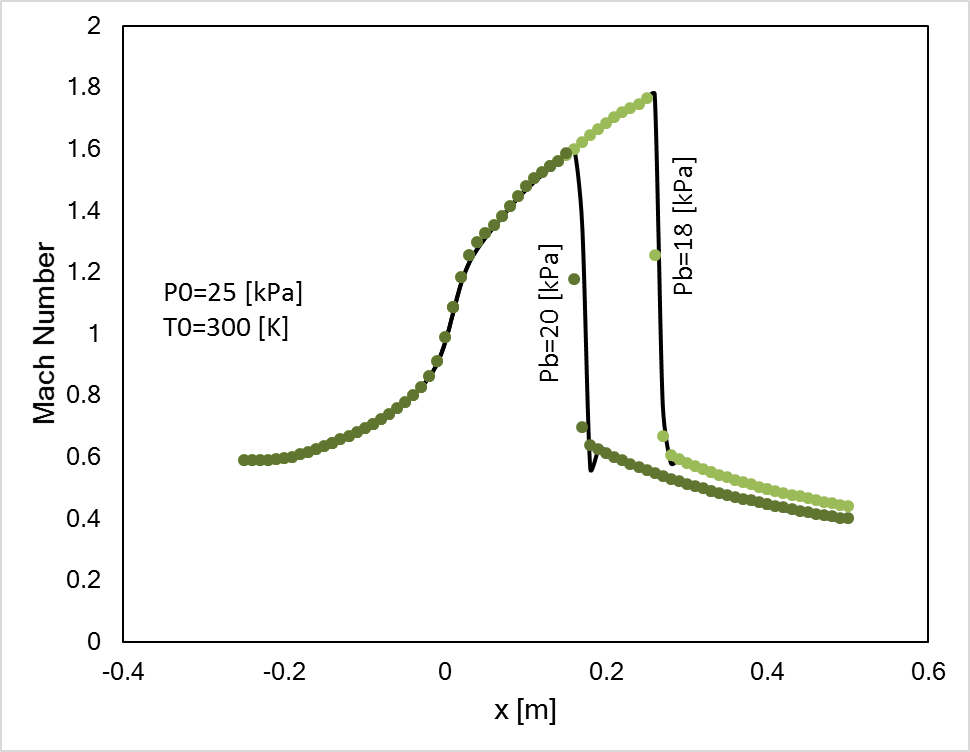 2
1.8
1.6
1.4
1.2
1
0.8
0.6
0.4
0.2
0
Mach Number
P0=25 [kPa]
T0=300 [K]
Pb=20 [kPa]
Pb=18 [kPa]
-0.4 -0.2 0 0.2 0.4 0.6
x [m]